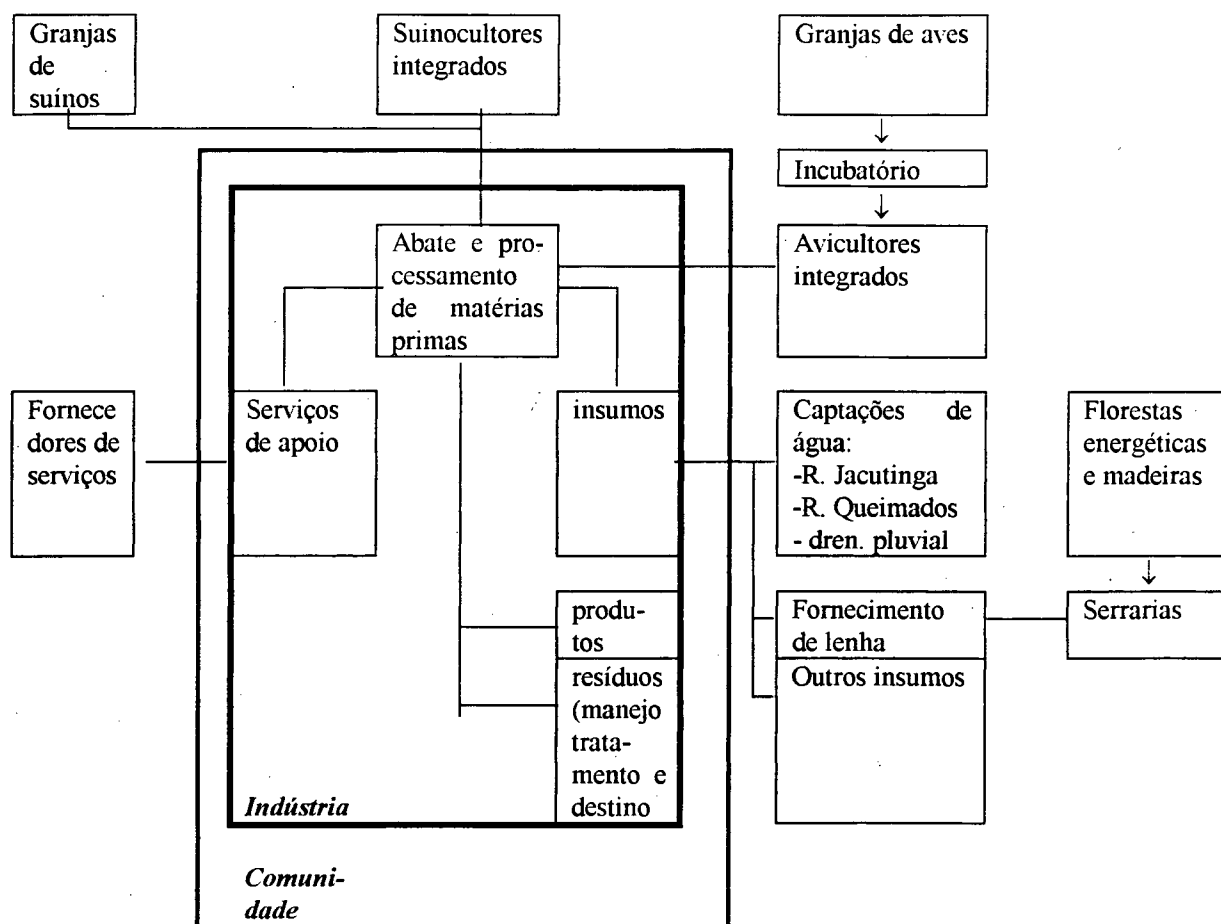 Granjas
de
suínos
Suinocultores
integrados
Granjas de aves
Incubatório
Abate e pro-
cessamento
de matérias
primas
Avicultores
integrados
Fornece
dores de
serviços
Serviços
de apoio
insumos
Captações de
água:
-R. Jacutinga
-R. Queimados
- dren. pluvial
Florestas
energéticas
e madeiras
produ-
tos
Fornecimento
de lenha
Serrarias
resíduos
(manejo
trata-
mento e
destino
Outros insumos
Indústria
Comuni-
dade